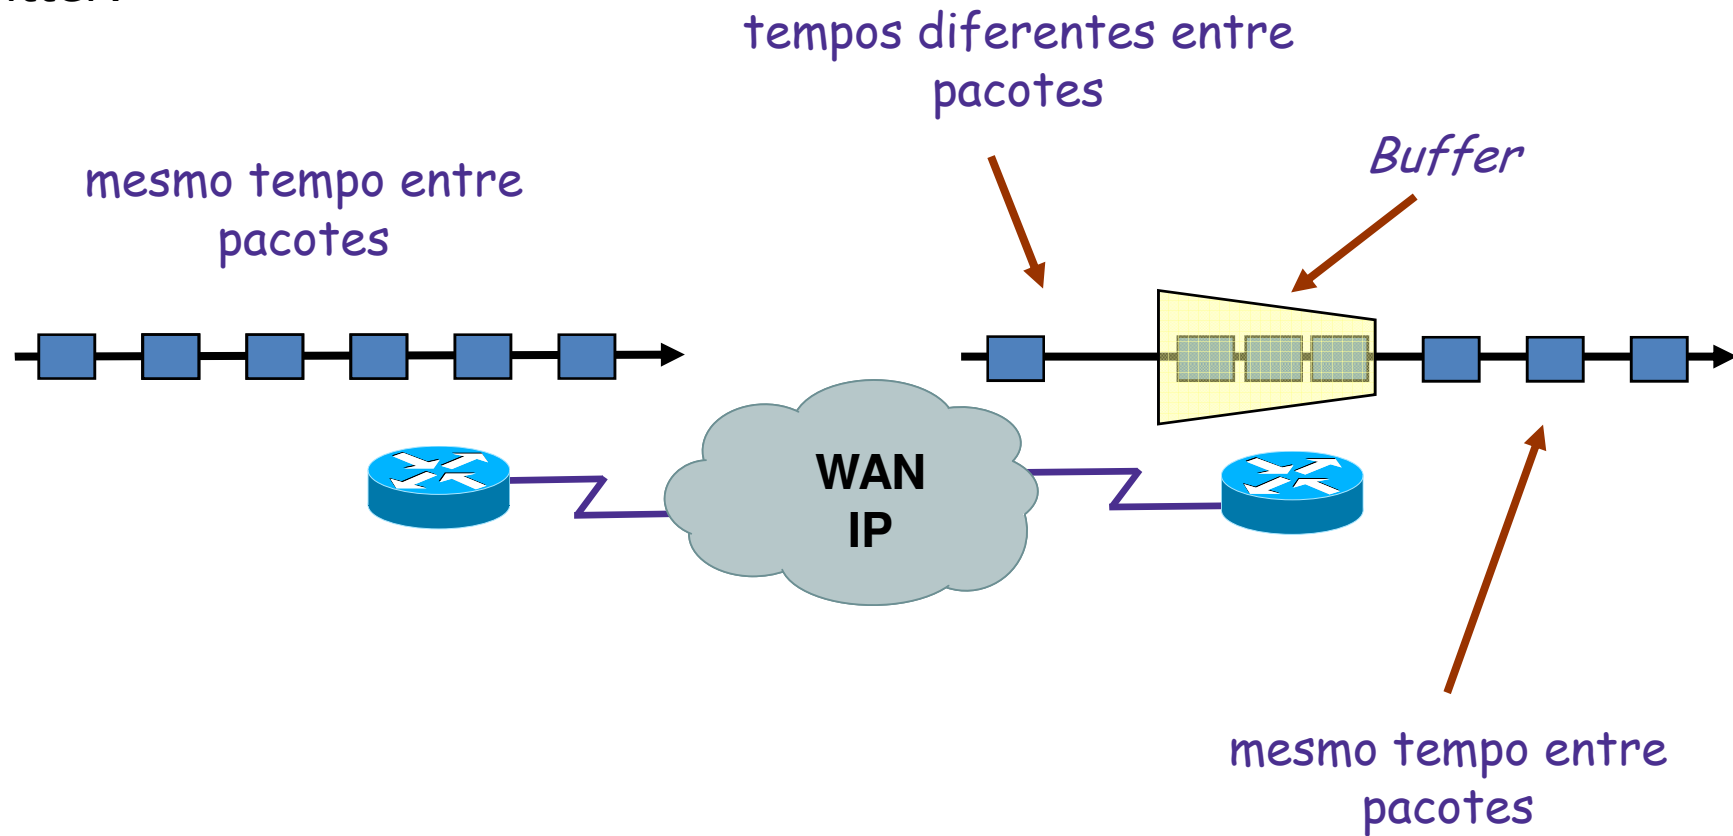 tempos diferentes entre
pacotes
Buffer
mesmo tempo entre
pacotes
WAN
IP
mesmo tempo entre
pacotes